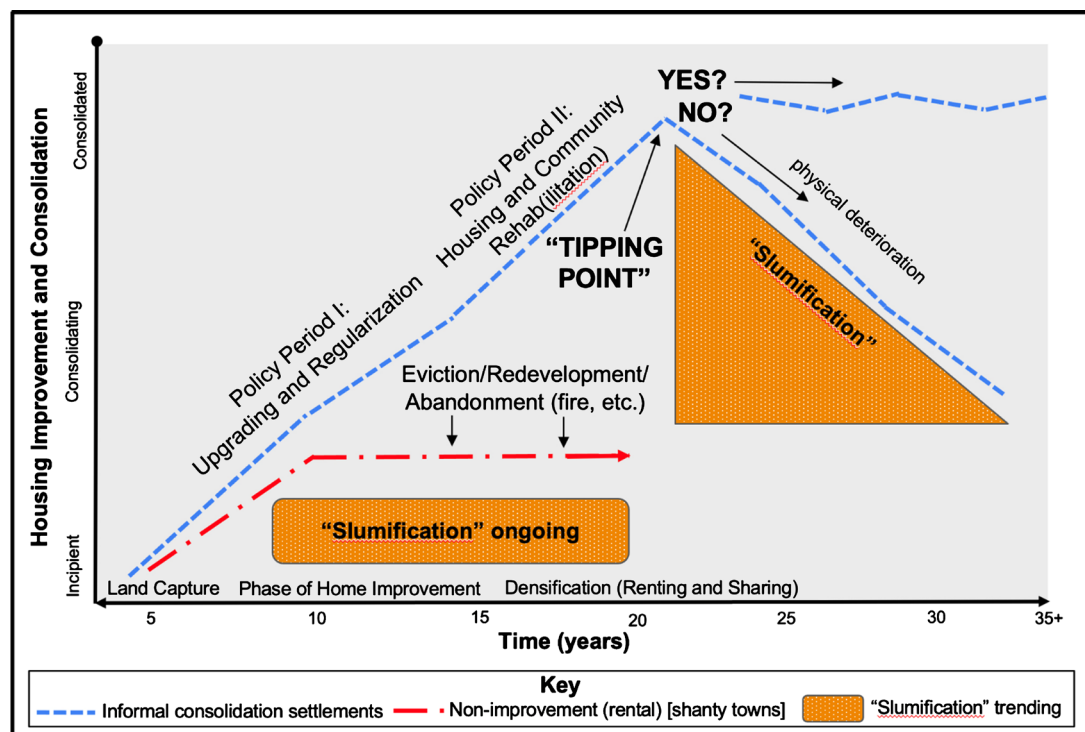 Housing Improvement and Consolidation
Consolidated
Consolidating
Incipient
Policy Period I:
Upgrading and Regularization
Policy Period II:
Housing and Community
Rehab(ilitation)
YES?
NO?
"TIPPING
POINT"
physical deterioration
"Slumification"
Eviction/Redevelopment/
Abandonment (fire, etc.)
"Slumification" ongoing
Land Capture
Phase of Home Improvement
Densification (Renting and Sharing)
5
10
15
20
25
30
35+
Time (years)
Key
Informal consolidation settlements
Non-improvement (rental) [shanty towns]
"Slumification" trending